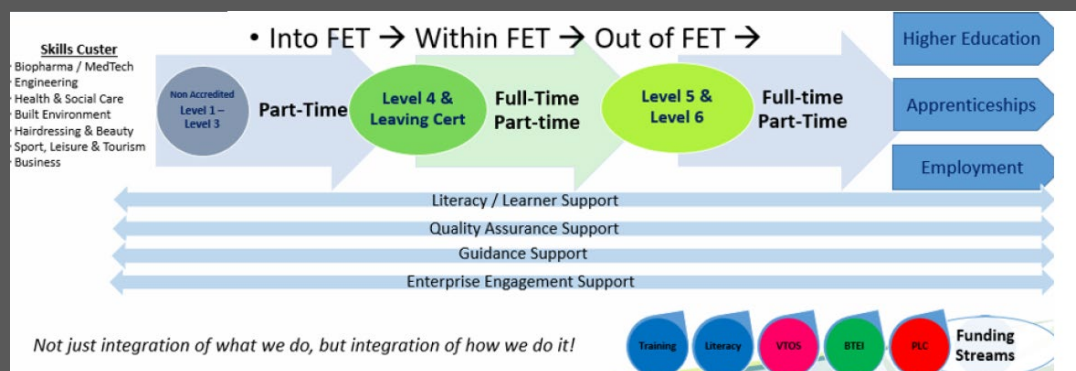 • Into FET → Within FET → Out of FET →
Skills Custer
Biopharma / MedTech
Engineering
Health & Social Care
Built Environment
Hairdressing & Beauty
Sport, Leisure & Tourism
Business
Non Accredited
Level 1 –
Level 3
Part-Time
Level 4 &
Leaving Cert
Full-Time
Part-time
Level 5 &
Level 6
Full-time
Part-Time
Higher Education
Apprenticeships
Employment
Literacy / Learner Support
Quality Assurance Support
Guidance Support
Enterprise Engagement Support
Not just integration of what we do, but integration of how we do it!
Training
Literacy
VTOS
BTEI
PLC
Funding
Streams